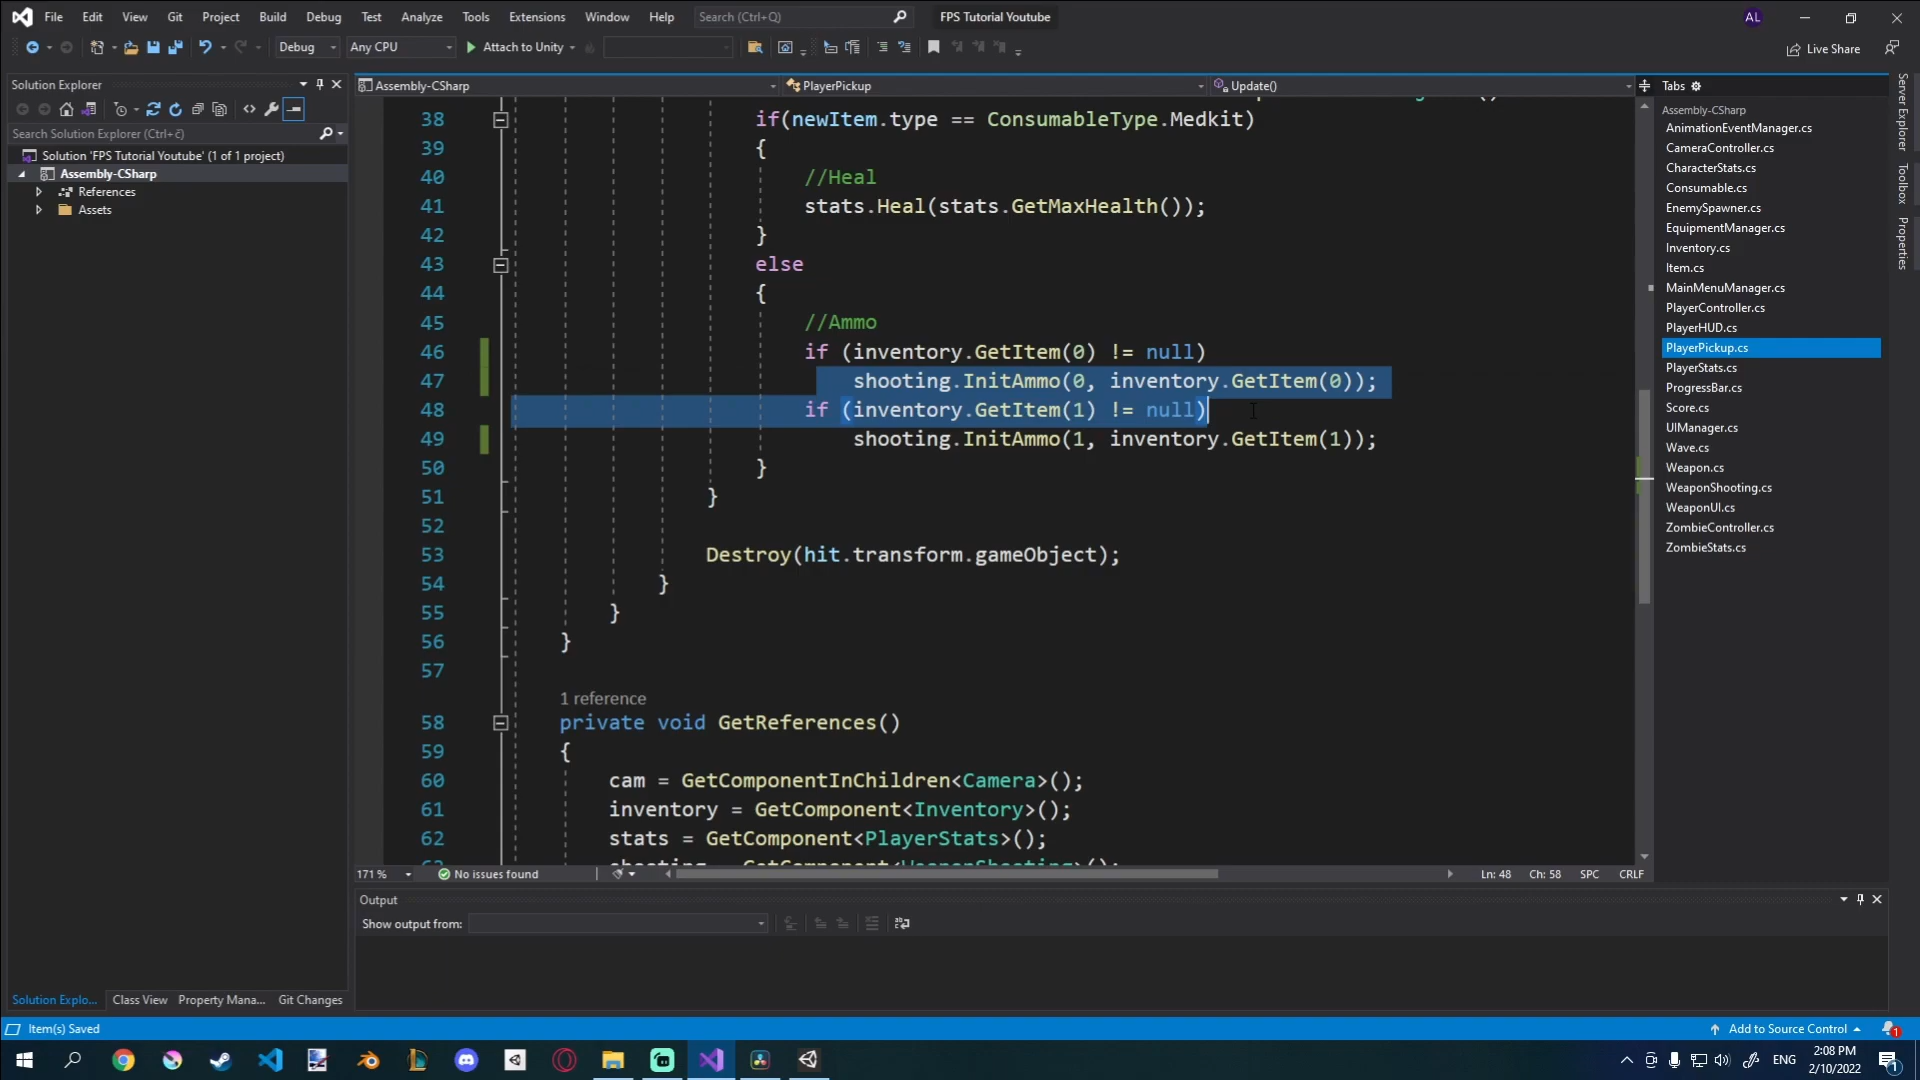 File Edit View Git Project Build Debug Test Analyze Tools Extensions Window Help Search (Ctrl+Q) FPS Tutorial Youtube AL
Debug Any CPU Attach to Unity Live Share
Solution Explorer
Search Solution Explorer (Ctrl+č)
Solution 'FPS Tutorial Youtube' (1 of 1 project)
Assembly-CSharp
References
Assets
Assembly-CSharp PlayerPickup Update()
38 if(newItem.type == ConsumableType.Medkit)
39 {
40 //Heal
41 stats.Heal(stats.GetMaxHealth());
42 }
43 else
44 {
45 //Ammo
46 if (inventory.GetItem(0) != null)
47 shooting.InitAmmo(0, inventory.GetItem(0));
48 if (inventory.GetItem(1) != null)
49 shooting.InitAmmo(1, inventory.GetItem(1));
50 }
51 }
52
53 Destroy(hit.transform.gameObject);
54 }
55 }
56 }
57
1 reference
58 private void GetReferences()
59 {
60 cam = GetComponentInChildren<Camera>();
61 inventory = GetComponent<Inventory>();
62 stats = GetComponent<PlayerStats>();
171 % No issues found Ln: 48 Ch: 58 SPC CRLF
Tabs
Assembly-CSharp
AnimationEventManager.cs
CameraController.cs
CharacterStats.cs
Consumable.cs
EnemySpawner.cs
EquipmentManager.cs
Inventory.cs
Item.cs
MainMenuManager.cs
PlayerController.cs
PlayerHUD.cs
PlayerPickup.cs
PlayerStats.cs
ProgressBar.cs
Score.cs
UIManager.cs
Wave.cs
Weapon.cs
WeaponShooting.cs
WeaponUI.cs
ZombieController.cs
ZombieStats.cs
Server Explorer
Toolbox
Properties
Output
Show output from:
Solution Explo... Class View Property Mana... Git Changes
Item(s) Saved Add to Source Control 1
ENG 2:08 PM
2/10/2022 1